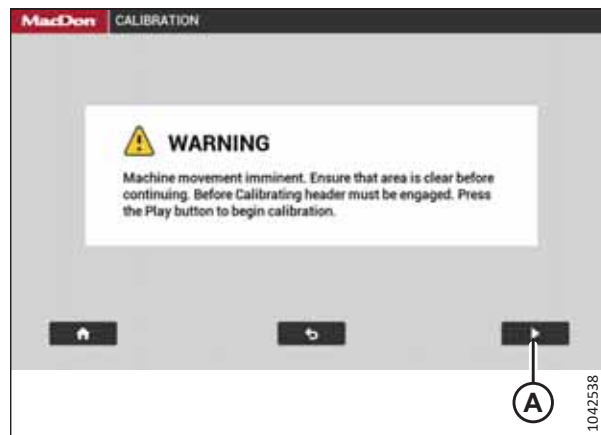 MacDon CALIBRATION
WARNING
Machine movement imminent. Ensure that area is clear before
continuing. Before Calibrating header must be engaged. Press
the Play button to begin calibration.
A
1042538